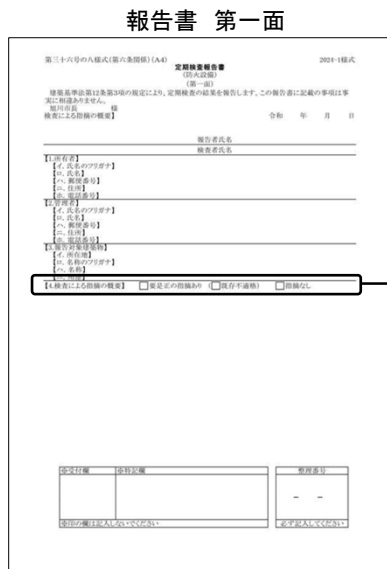 報告書 第一面
第三十六号の八様式(第六条関係)(A4) 2024-1様式
定期検査報告書
(防火設備)
(第一面)
建築基準法第12条第3項の規定により、定期検査の結果を報告します。この報告書に記載の事項は事
実に相違ありません。
旭川市長 様
検査による指摘の概要】 令和 年 月 日
報告者氏名
検査者氏名
【1.所有者】
【イ. 氏名のフリガナ】
【ロ. 氏名】
【ハ. 郵便番号】
【ニ. 住所】
【ホ. 電話番号】
【2.管理者】
【イ. 氏名のフリガナ】
【ロ. 氏名】
【ハ. 郵便番号】
【ニ. 住所】
【ホ. 電話番号】
【3.報告対象建築物】
【イ. 所在地】
【ロ. 名称のフリガナ】
【ハ. 名称】
【4.検査による指摘の概要】 □要是正の指摘あり (□既存不適格) □指摘なし
※受付欄 ※特記欄 整理番号
– –
※印の欄は記入しないでください 必ず記入してください